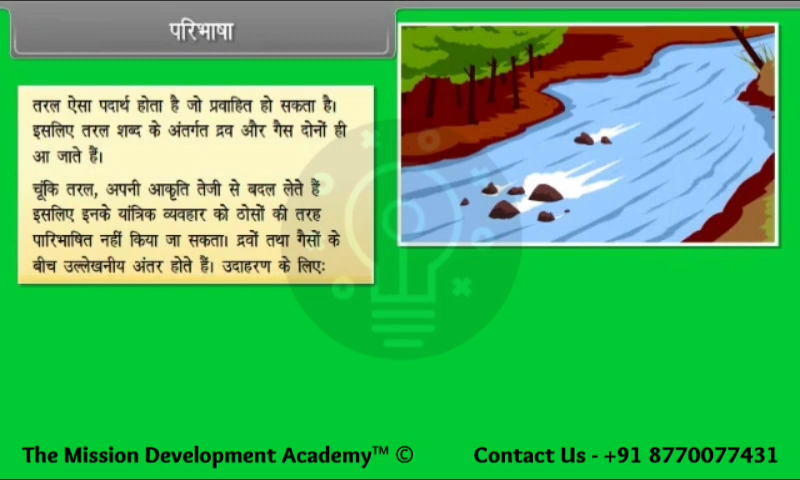 परिभाषा
तरल ऐसा पदार्थ होता है जो प्रवाहित हो सकता है।
इसलिए तरल शब्द के अंतर्गत द्रव और गैस दोनों ही
आ जाते हैं।
चूंकि तरल, अपनी आकृति तेजी से बदल लेते हैं
इसलिए इनके यांत्रिक व्यवहार को ठोसों की तरह
पारिभाषित नहीं किया जा सकता। द्रवों तथा गैसों के
बीच उल्लेखनीय अंतर होते हैं। उदाहरण के लिएः
The Mission Development Academy™ ©
Contact Us - +91 8770077431